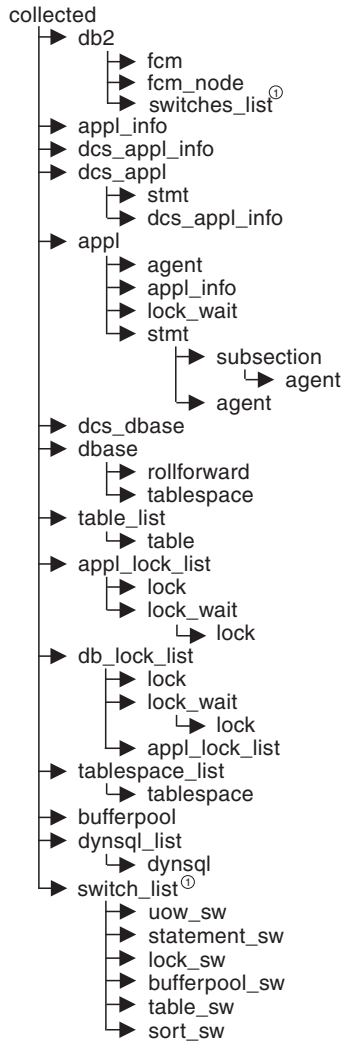 collected
db2
fcm
fcm_node
switches_list①
appl_info
dcs_appl_info
dcs_appl
stmt
dcs_appl_info
appl
agent
appl_info
lock_wait
stmt
subsection
agent
agent
dcs_dbase
dbase
rollforward
tablespace
table_list
table
appl_lock_list
lock
lock_wait
lock
db_lock_list
lock
lock_wait
lock
appl_lock_list
tablespace_list
tablespace
bufferpool
dynsql_list
dynsql
switch_list①
uow_sw
statement_sw
lock_sw
bufferpool_sw
table_sw
sort_sw